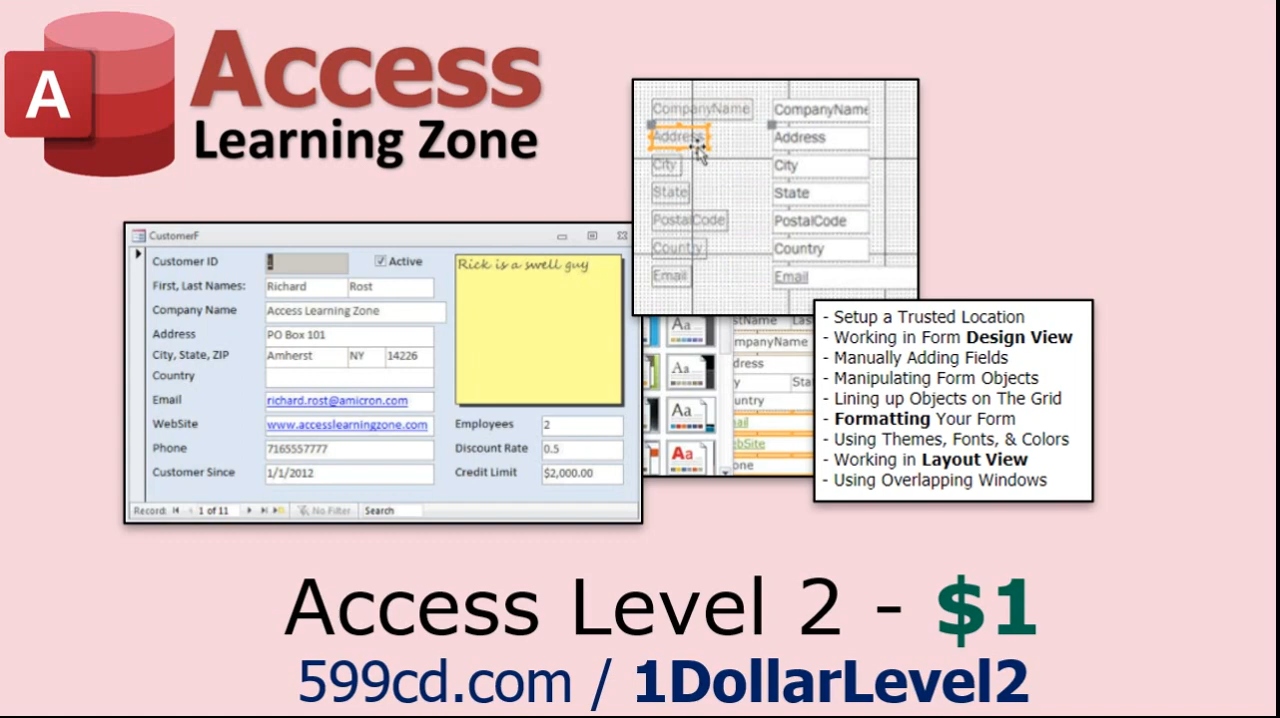 A
Access
Learning Zone
CompanyName CompanyName
Address Address
City City
State State
PostalCode PostalCode
Country Country
Email Email
CustomerF
Customer ID Active
First, Last Names: Richard Rost
Company Name Access Learning Zone
Address PO Box 101
City, State, ZIP Amherst NY 14226
Country
Email richard.rost@amicron.com
WebSite www.accesslearningzone.com
Phone 7165557777
Customer Since 1/1/2012
Rick is a swell guy
Employees 2
Discount Rate 0.5
Credit Limit $2,000.00
Record: 1 of 11 No Filter Search
Aa
Aa
Aa
Aa
- Setup a Trusted Location
- Working in Form Design View
- Manually Adding Fields
- Manipulating Form Objects
- Lining up Objects on The Grid
- Formatting Your Form
- Using Themes, Fonts, & Colors
- Working in Layout View
- Using Overlapping Windows
Access Level 2 - $1
599cd.com / 1DollarLevel2